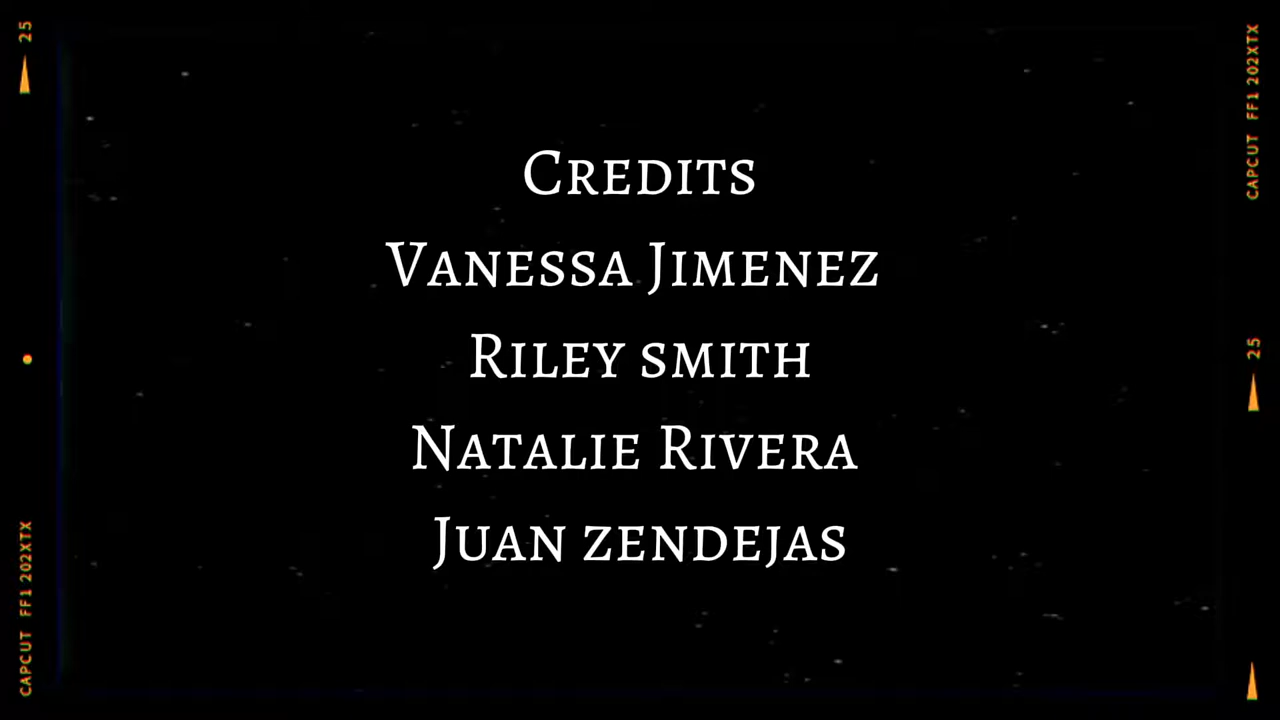 Credits
Vanessa Jimenez
Riley smith
Natalie Rivera
Juan zendejas
25
CAPCUT FF1 202XTX
CAPCUT FF1 202XTX
25